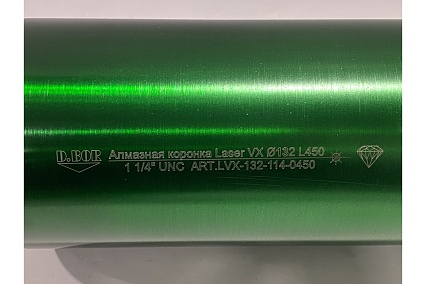 D.BOR Алмазная коронка Laser VX Ø132 L450
1 1/4" UNC ART.LVX-132-114-0450